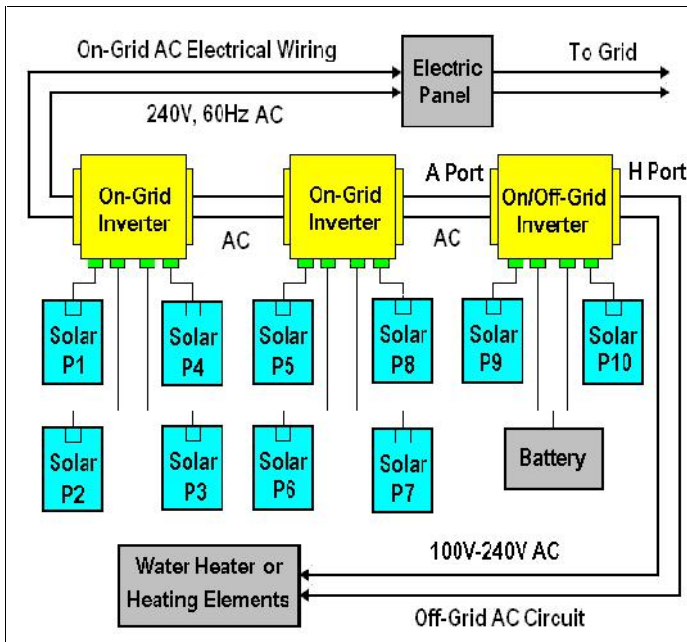 On-Grid AC Electrical Wiring
Electric
Panel
To Grid
240V, 60Hz AC
On-Grid
Inverter
AC
On-Grid
Inverter
A Port
AC
On/Off-Grid
Inverter
H Port
Solar
P1
Solar
P4
Solar
P5
Solar
P8
Solar
P9
Solar
P10
Solar
P2
Solar
P3
Solar
P6
Solar
P7
Battery
100V-240V AC
Water Heater or
Heating Elements
Off-Grid AC Circuit